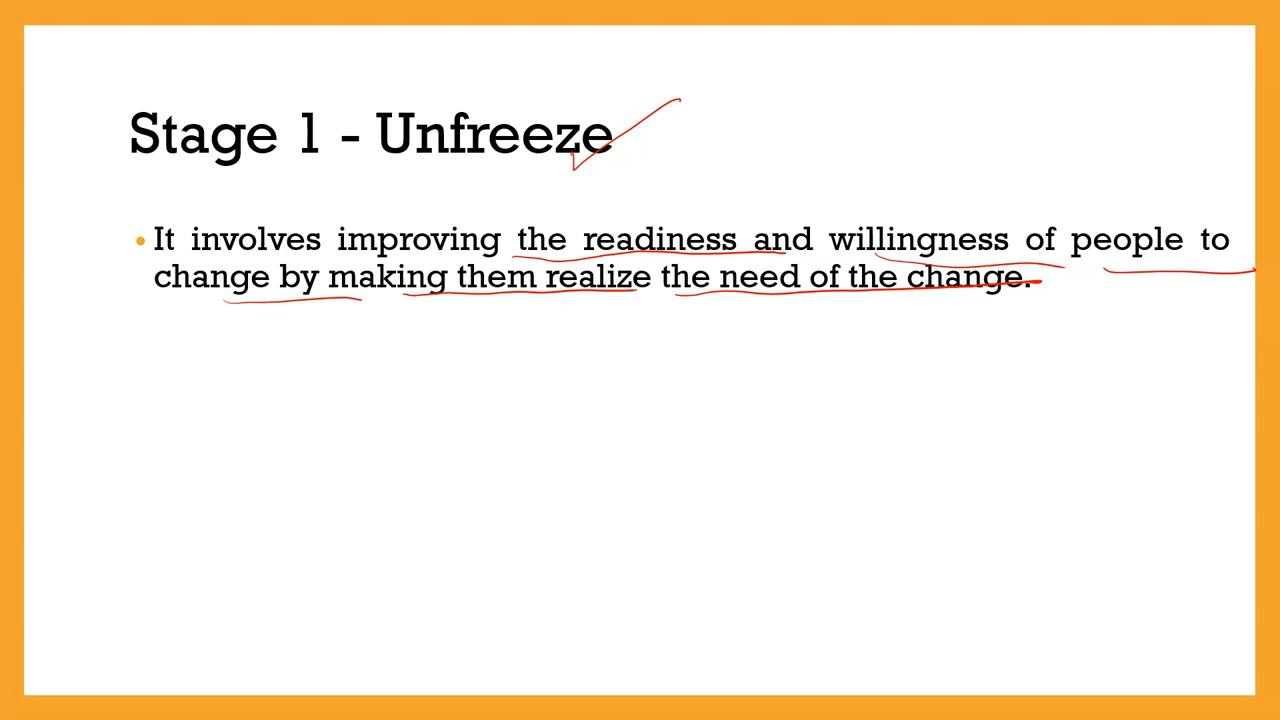 Stage 1 - Unfreeze
• It involves improving the readiness and willingness of people to
change by making them realize the need of the change.